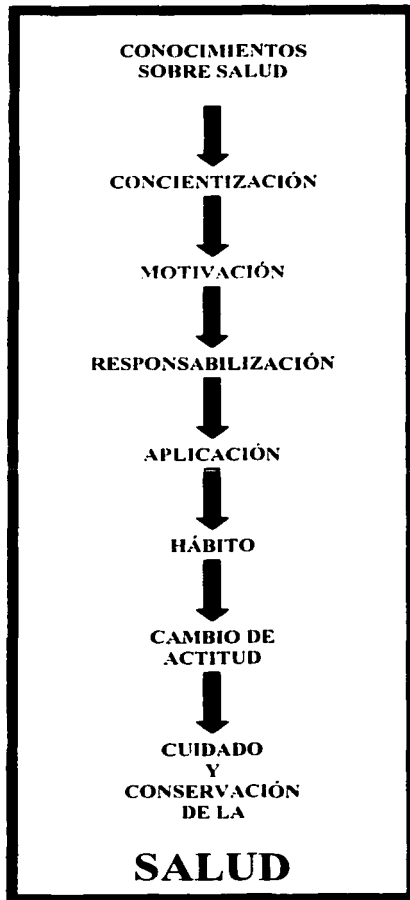 CONOCIMIENTOS
SOBRE SALUD
CONCIENTIZACIÓN
MOTIVACIÓN
RESPONSABILIZACIÓN
APLICACIÓN
HÁBITO
CAMBIO DE
ACTITUD
CUIDADO
Y
CONSERVACIÓN
DE LA
SALUD